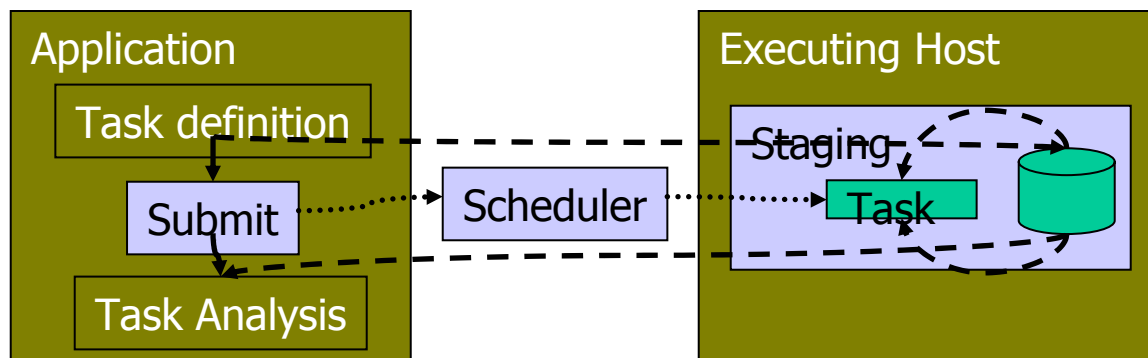 Application
Task definition
Submit
Task Analysis
Scheduler
Executing Host
Staging
Task